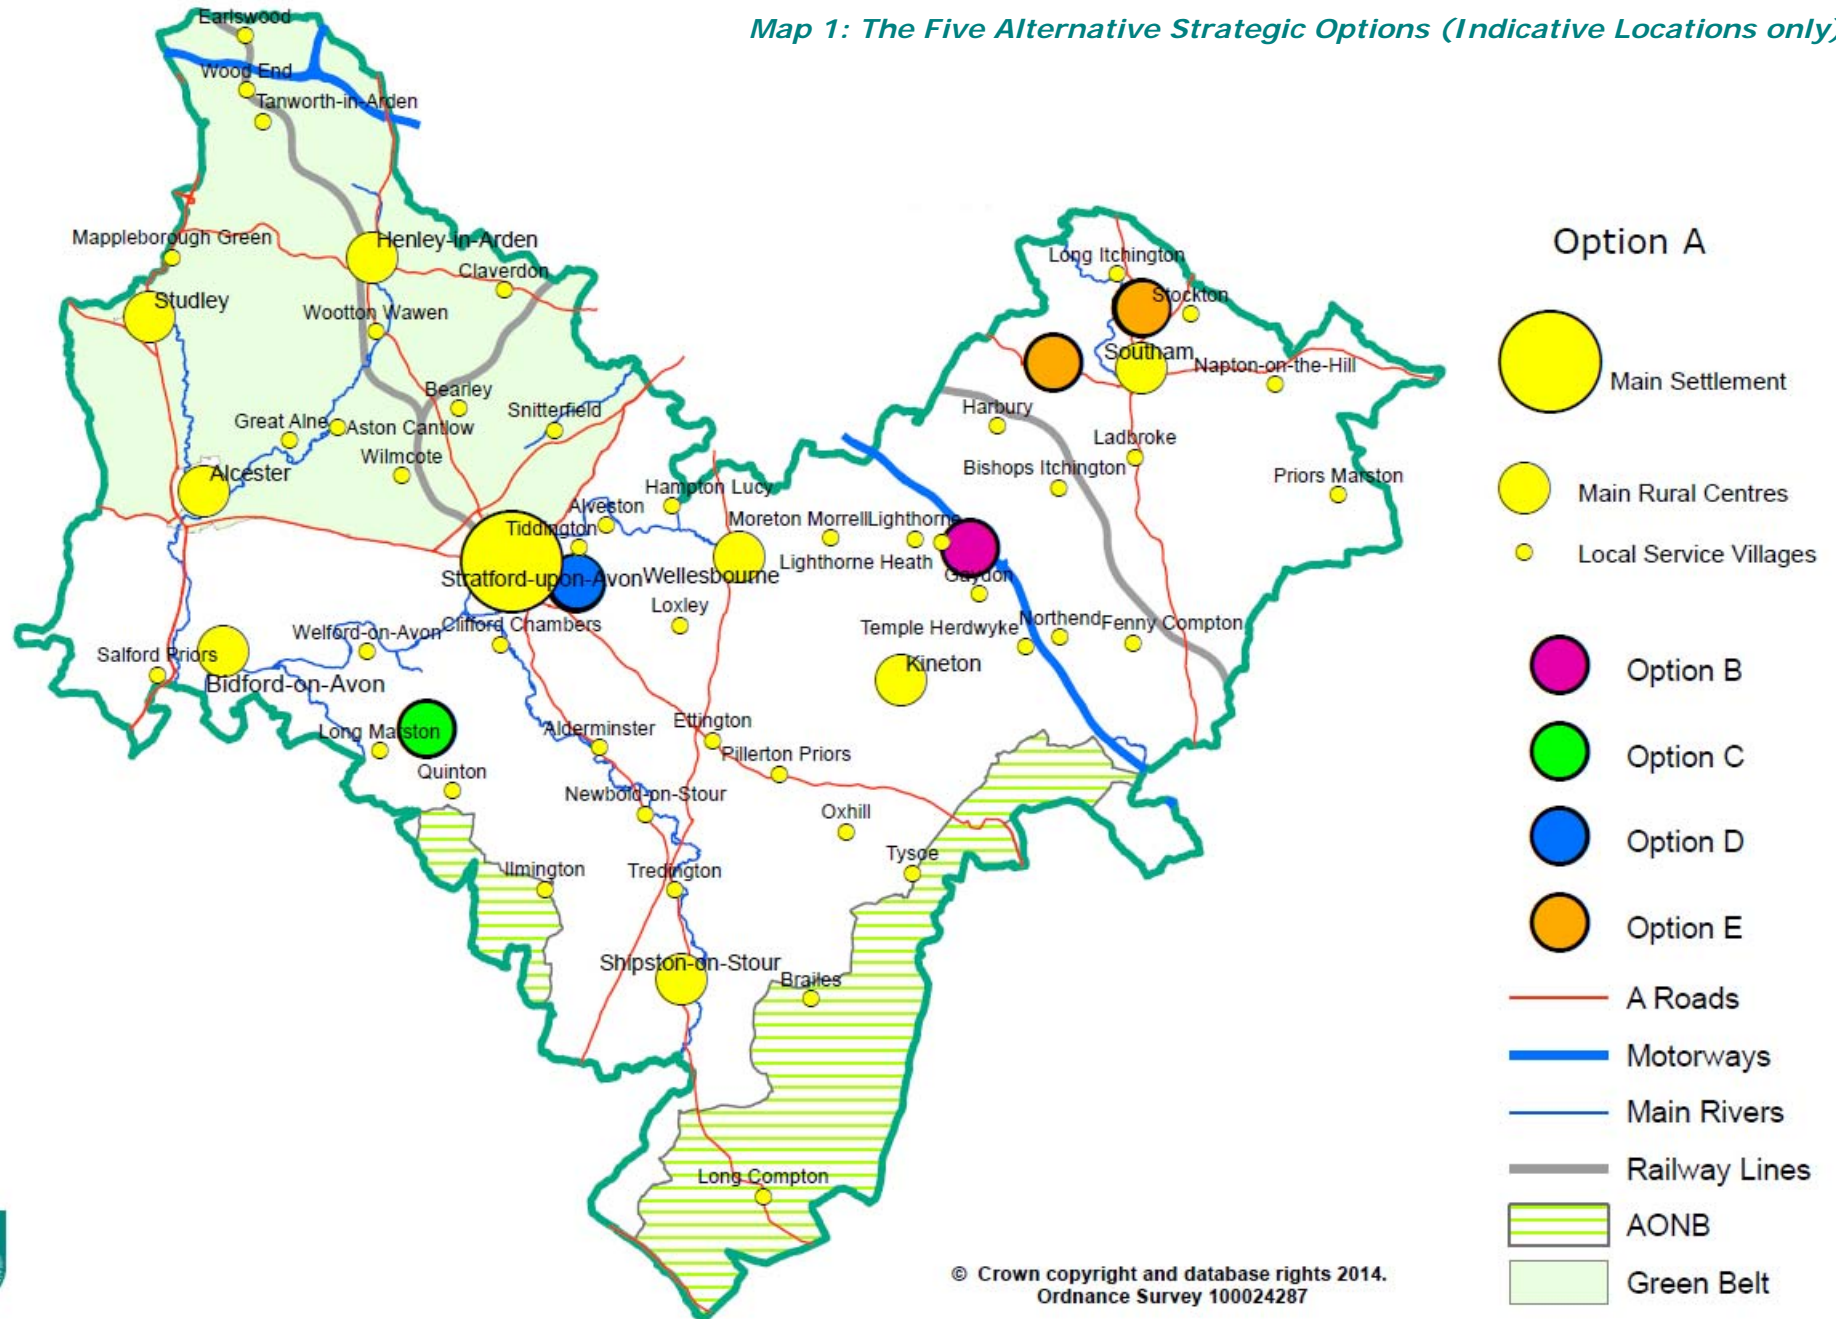 Map 1: The Five Alternative Strategic Options (Indicative Locations only)
Earlswood
Wood End
Tanworth-in-Arden
Mappleborough Green
Henley-in-Arden
Claverdon
Studley
Wootton Wawen
Bearley
Snitterfield
Great Alne
Aston Cantlow
Wilmcote
Alcester
Hampton Lucy
Alveston
Tiddington
Stratford-upon-Avon
Wellesbourne
Moreton Morrell
Lighthorne
Lighthorne Heath
Gaydon
Loxley
Clifford Chambers
Welford-on-Avon
Salford Priors
Bidford-on-Avon
Long Marston
Quinton
Alderminster
Ettington
Pillerton Priors
Newbold-on-Stour
Oxhill
Tysoe
Ilmington
Tredington
Shipston-on-Stour
Brailes
Long Compton
Temple Herdwyke
Northend
Fenny Compton
Kineton
Long Itchington
Stockton
Southam
Napton-on-the-Hill
Harbury
Ladbroke
Bishops Itchington
Priors Marston
Option A
Main Settlement
Main Rural Centres
Local Service Villages
Option B
Option C
Option D
Option E
A Roads
Motorways
Main Rivers
Railway Lines
AONB
Green Belt
© Crown copyright and database rights 2014.
Ordnance Survey 100024287